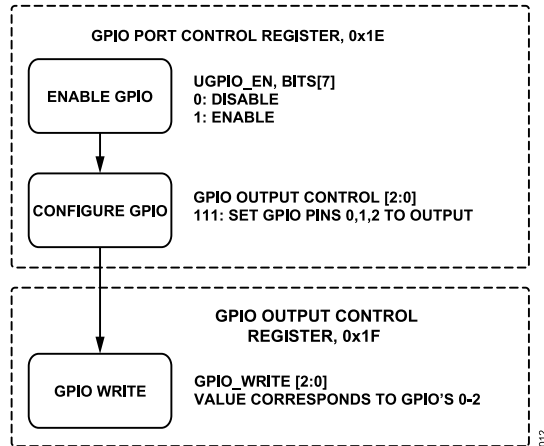 GPIO PORT CONTROL REGISTER, 0x1E
ENABLE GPIO
UGPIO_EN, BITS[7]
0: DISABLE
1: ENABLE
CONFIGURE GPIO
GPIO OUTPUT CONTROL [2:0]
111: SET GPIO PINS 0,1,2 TO OUTPUT
GPIO OUTPUT CONTROL
REGISTER, 0x1F
GPIO WRITE
GPIO_WRITE [2:0]
VALUE CORRESPONDS TO GPIO'S 0-2
012